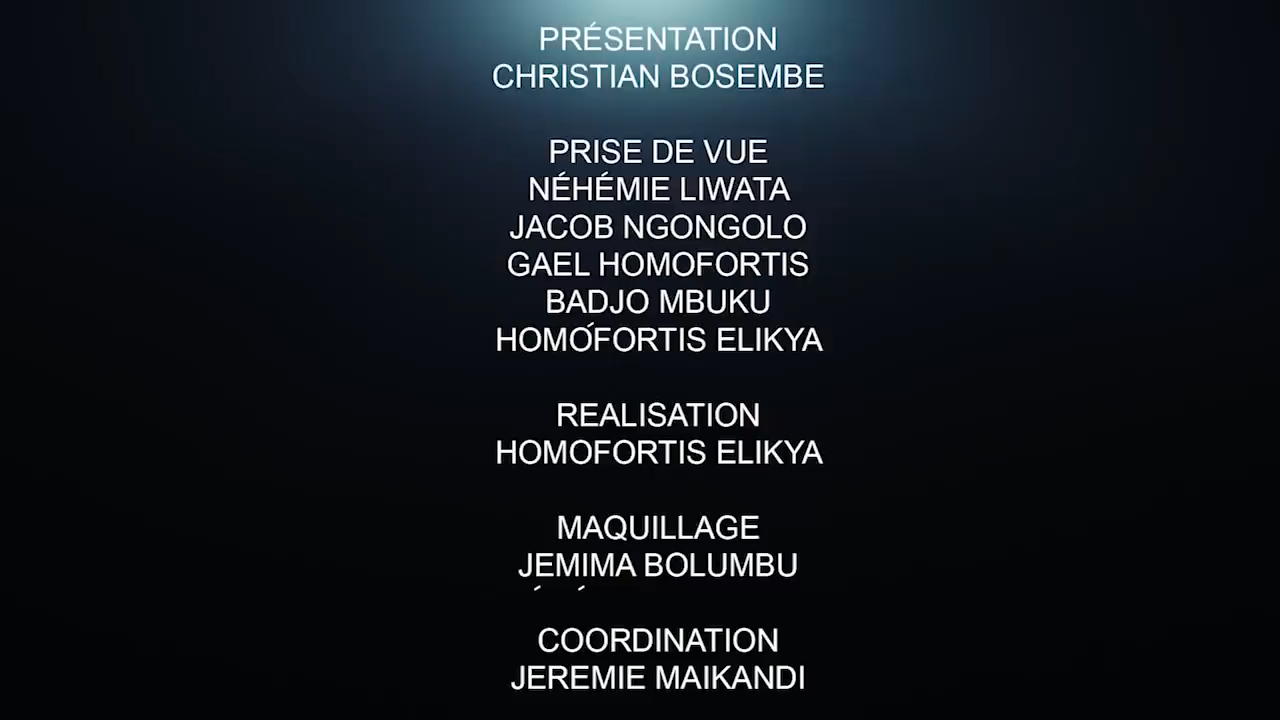 PRÉSENTATION
CHRISTIAN BOSEMBE
PRISE DE VUE
NÉHÉMIE LIWATA
JACOB NGONGOLO
GAEL HOMOFORTIS
BADJO MBUKU
HOMOFORTIS ELIKYA
REALISATION
HOMOFORTIS ELIKYA
MAQUILLAGE
JEMIMA BOLUMBU
COORDINATION
JEREMIE MAIKANDI